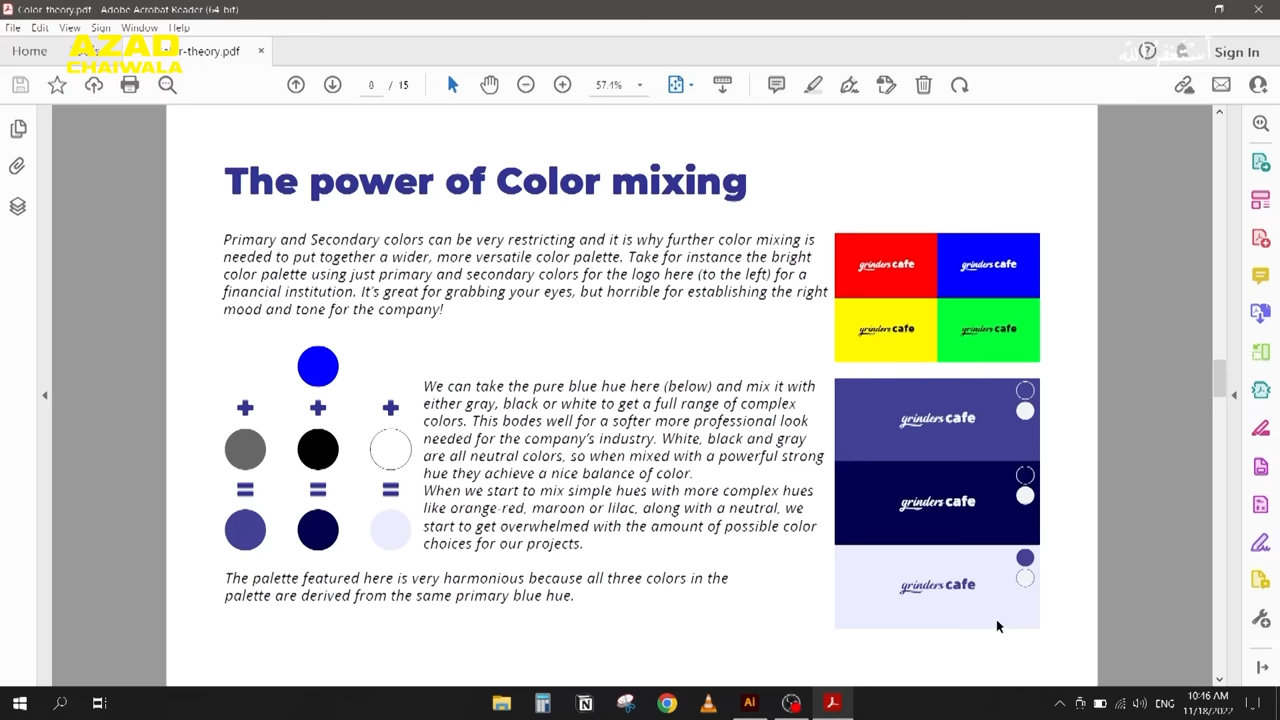 Color-theory.pdf - Adobe Acrobat Reader (64-bit)
File Edit View Sign Window Help
AZAD
CHAIWALA
Home
Sign In
أستغفر الله
8 / 15
57.4%
The power of Color mixing
Primary and Secondary colors can be very restricting and it is why further color mixing is
needed to put together a wider, more versatile color palette. Take for instance the bright
color palette using just primary and secondary colors for the logo here (to the left) for a
financial institution. It's great for grabbing your eyes, but horrible for establishing the right
mood and tone for the company!
grinders cafe
grinders cafe
grinders cafe
grinders cafe
We can take the pure blue hue here (below) and mix it with
either gray, black or white to get a full range of complex
colors. This bodes well for a softer more professional look
needed for the company's industry. White, black and gray
are all neutral colors, so when mixed with a powerful strong
hue they achieve a nice balance of color.
When we start to mix simple hues with more complex hues
like orange-red, maroon or lilac, along with a neutral, we
start to get overwhelmed with the amount of possible color
choices for our projects.
+ + +
= = =
grinders cafe
grinders cafe
grinders cafe
The palette featured here is very harmonious because all three colors in the
palette are derived from the same primary blue hue.
Ai
ENG
10:46 AM
11/18/2022